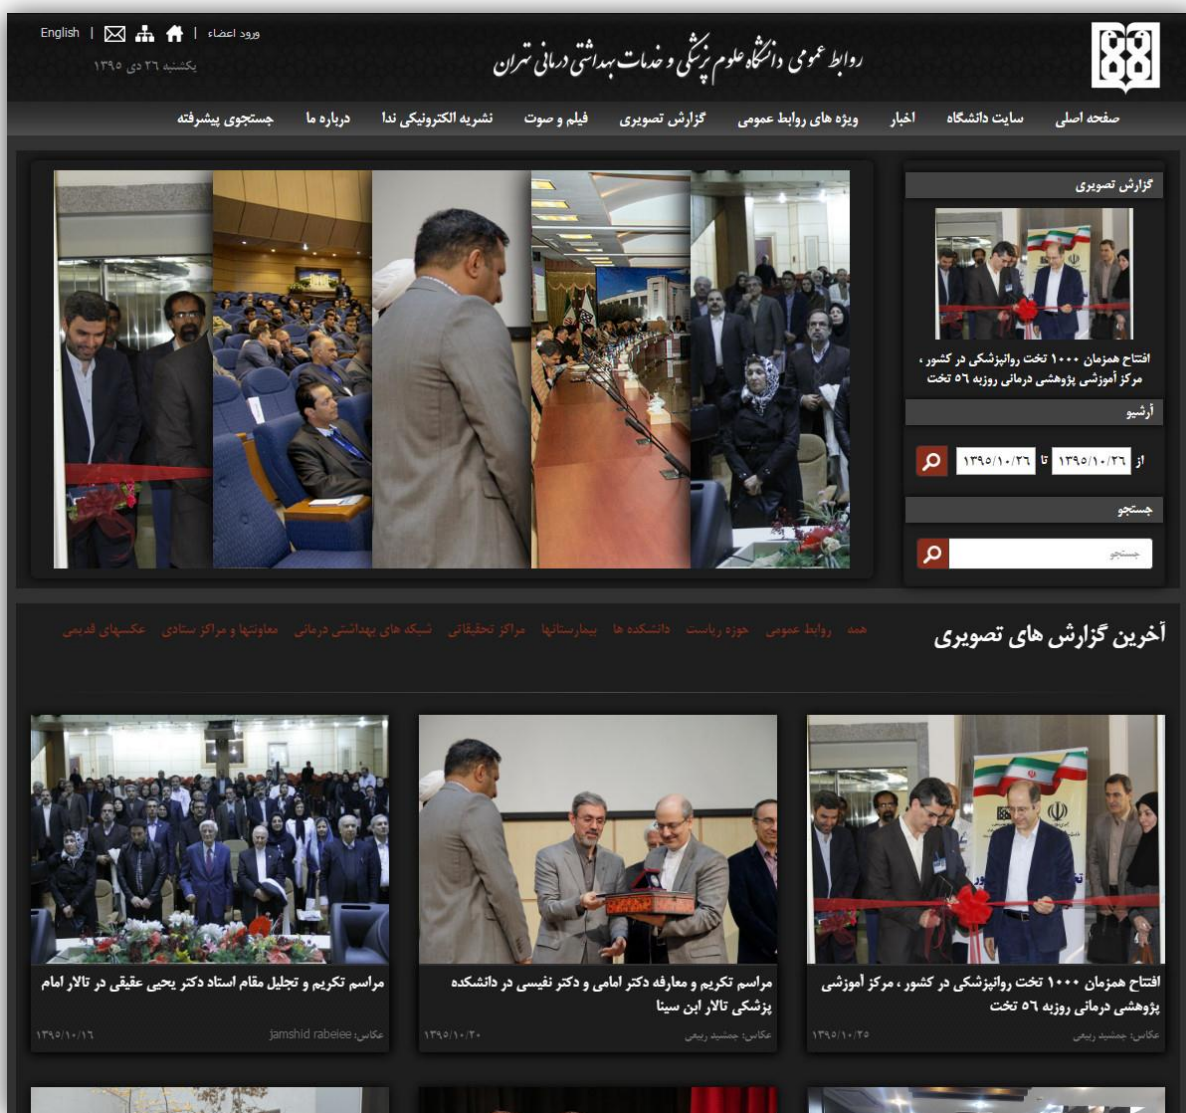 ورود اعضاء | | English
یکشنبه ۲۶ دی ۱۳۹۵
روابط عمومی دانشگاه علوم پزشکی و خدمات بهداشتی درمانی تهران
صفحه اصلی سایت دانشگاه اخبار ویژه های روابط عمومی گزارش تصویری فیلم و صوت نشریه الکترونیکی ندا درباره ما جستجوی پیشرفته
گزارش تصویری
افتتاح همزمان ۱۰۰۰ تخت روانپزشکی در کشور ،
مرکز آموزشی پژوهشی درمانی روزبه ۵۶ تخت
آرشیو
از ۱۳۹۵/۱۰/۲۶ تا ۱۳۹۵/۱۰/۲۶
جستجو
جستجو
آخرین گزارش های تصویری
همه روابط عمومی حوزه ریاست دانشکده ها بیمارستانها مراکز تحقیقاتی شبکه های بهداشتی درمانی معاونتها و مراکز ستادی عکسهای قدیمی
افتتاح همزمان ۱۰۰۰ تخت روانپزشکی در کشور ، مرکز آموزشی
پژوهشی درمانی روزبه ۵۶ تخت
عکاس: جمشید ربیعی ۱۳۹۵/۱۰/۲۵
مراسم تکریم و معارفه دکتر امامی و دکتر نفیسی در دانشکده
پزشکی تالار ابن سینا
عکاس: جمشید ربیعی ۱۳۹۵/۱۰/۲۰
مراسم تکریم و تجلیل مقام استاد دکتر یحیی عقیقی در تالار امام
عکاس: jamshid rabeiee ۱۳۹۵/۱۰/۱۶